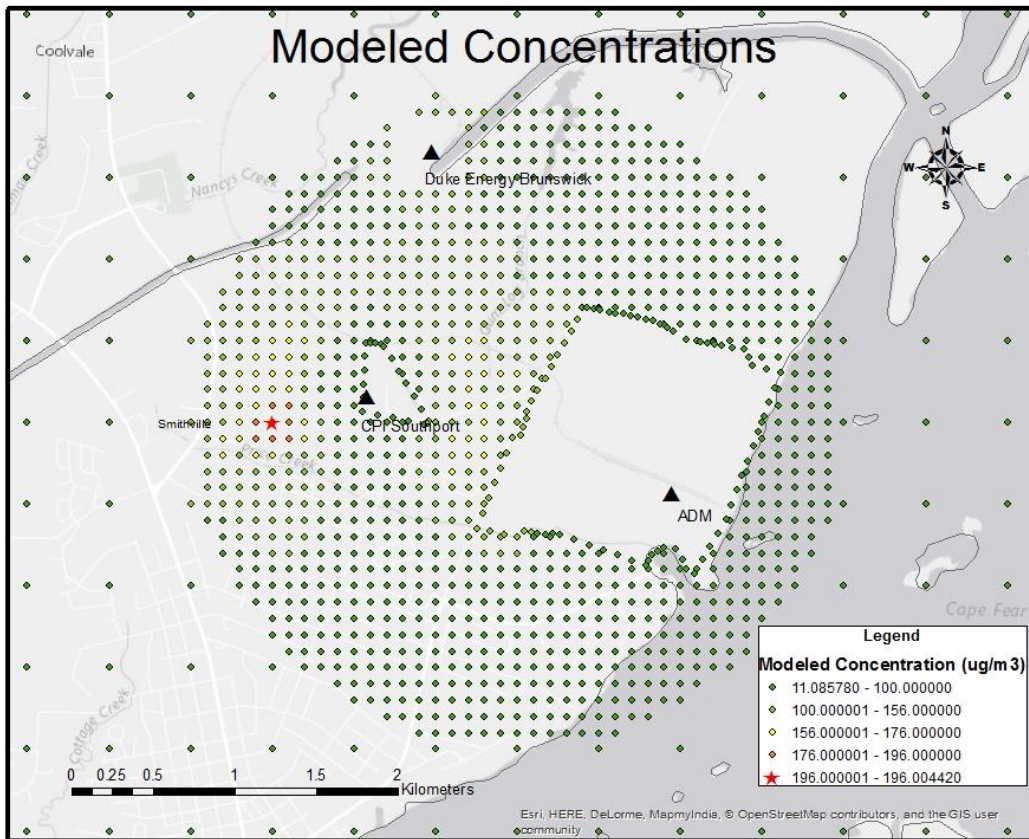 Modeled Concentrations
Coolvale
Nancys Creek
Duke Energy Brunswick
N
W
E
S
Smithville
CPI Southport
Price Creek
ADM
Cape Fear
Cottage Creek
0 0.25 0.5 1 1.5 2
Kilometers
Legend
Modeled Concentration (ug/m3)
11.085780 - 100.000000
100.000001 - 156.000000
156.000001 - 176.000000
176.000001 - 196.000000
196.000001 - 196.004420
Esri, HERE, DeLorme, MapmyIndia, © OpenStreetMap contributors, and the GIS user
community